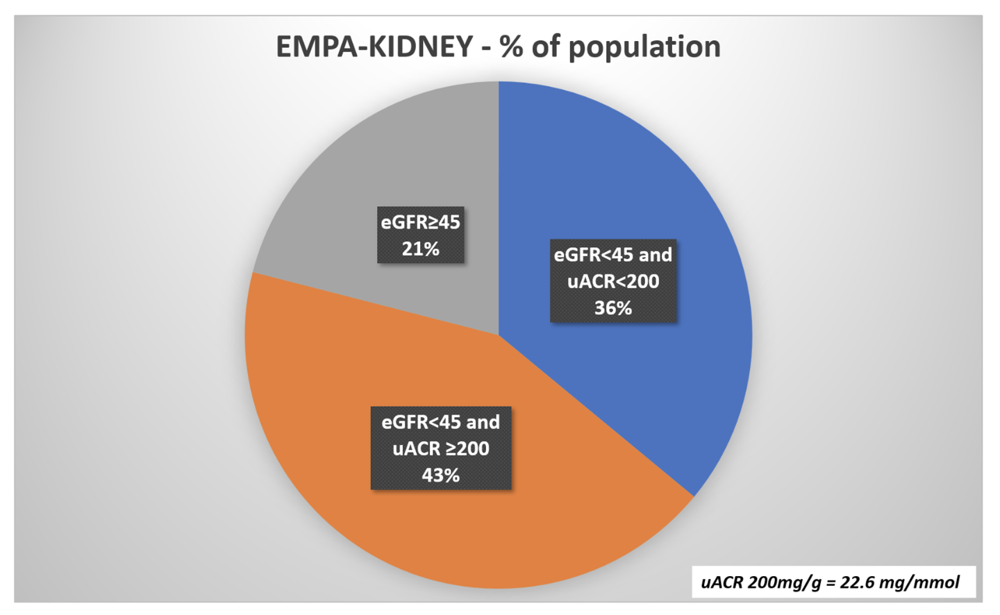 EMPA-KIDNEY - % of population
eGFR≥45
21%
eGFR<45 and
uACR<200
36%
eGFR<45 and
uACR ≥200
43%
uACR 200mg/g = 22.6 mg/mmol